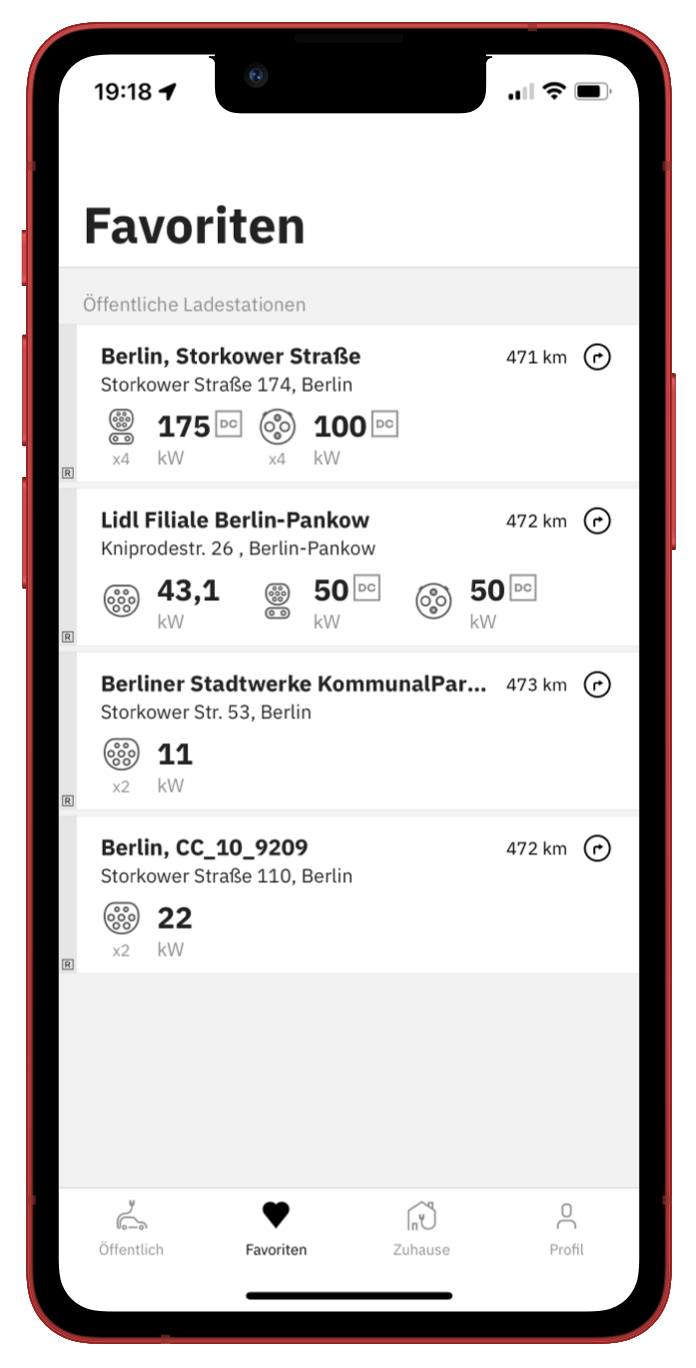 19:18
Favoriten
Öffentliche Ladestationen
Berlin, Storkower Straße 471 km
Storkower Straße 174, Berlin
175 DC 100 DC
x4 kW x4 kW
R
Lidl Filiale Berlin-Pankow 472 km
Kniprodestr. 26 , Berlin-Pankow
43,1 50 DC 50 DC
kW kW kW
R
Berliner Stadtwerke KommunalPar... 473 km
Storkower Str. 53, Berlin
11
x2 kW
R
Berlin, CC_10_9209 472 km
Storkower Straße 110, Berlin
22
x2 kW
R
Öffentlich Favoriten Zuhause Profil